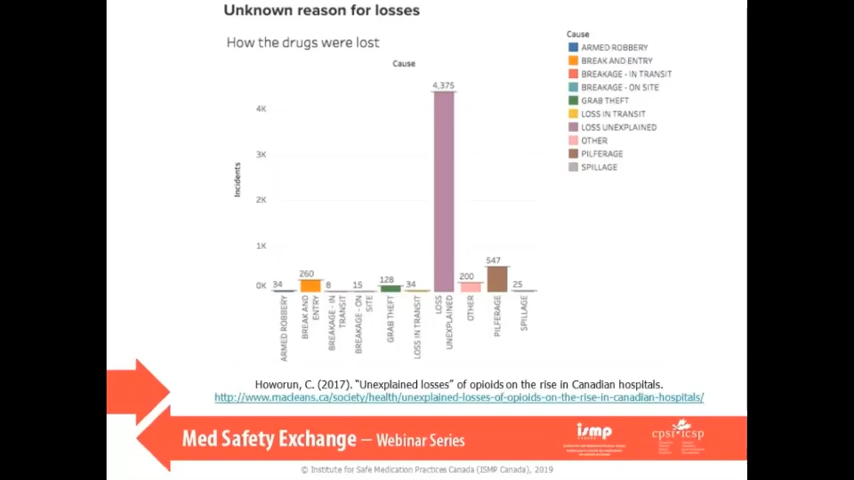 Unknown reason for losses
How the drugs were lost
Cause
Cause
ARMED ROBBERY
BREAK AND ENTRY
BREAKAGE - IN TRANSIT
BREAKAGE - ON SITE
GRAB THEFT
LOSS IN TRANSIT
LOSS UNEXPLAINED
OTHER
PILFERAGE
SPILLAGE
Incidents
4K
3K
2K
1K
0K
34
260
8
15
128
34
4,375
200
547
25
ARMED ROBBERY
BREAK AND
ENTRY
BREAKAGE - IN
TRANSIT
BREAKAGE - ON
SITE
GRAB THEFT
LOSS IN TRANSIT
LOSS
UNEXPLAINED
OTHER
PILFERAGE
SPILLAGE
Howorun, C. (2017). "Unexplained losses" of opioids on the rise in Canadian hospitals.
http://www.macleans.ca/society/health/unexplained-losses-of-opioids-on-the-rise-in-canadian-hospitals/
Med Safety Exchange – Webinar Series
ismp
cpsi icsp
© Institute for Safe Medication Practices Canada (ISMP Canada), 2019